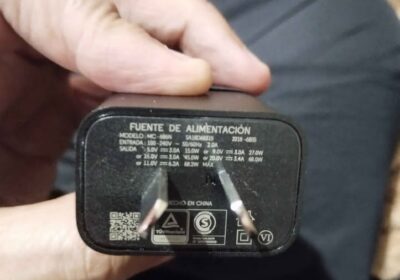 FUENTE DE ALIMENTACIÓN
MODELO: MC-
ENTRADA: 100-240V~ 50/60Hz 2.0A
SALIDA: 5.0V⎓3.0A 15.0W or 9.0V⎓3.0A 27.0W
or 15.0V⎓3.0A 45.0W or 20.0V⎓3.4A 68.0W
or 11.0V⎓6.2A 68.2W MAX
HECHO EN CHINA
TÜVRheinland
S
VI